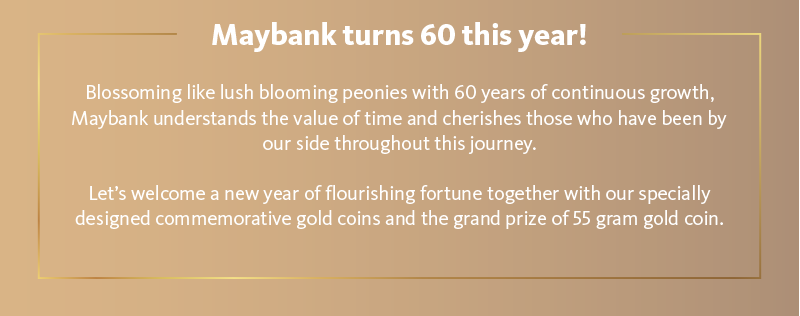 Maybank turns 60 this year!
Blossoming like lush blooming peonies with 60 years of continuous growth,
Maybank understands the value of time and cherishes those who have been by
our side throughout this journey.
Let’s welcome a new year of flourishing fortune together with our specially
designed commemorative gold coins and the grand prize of 55 gram gold coin.